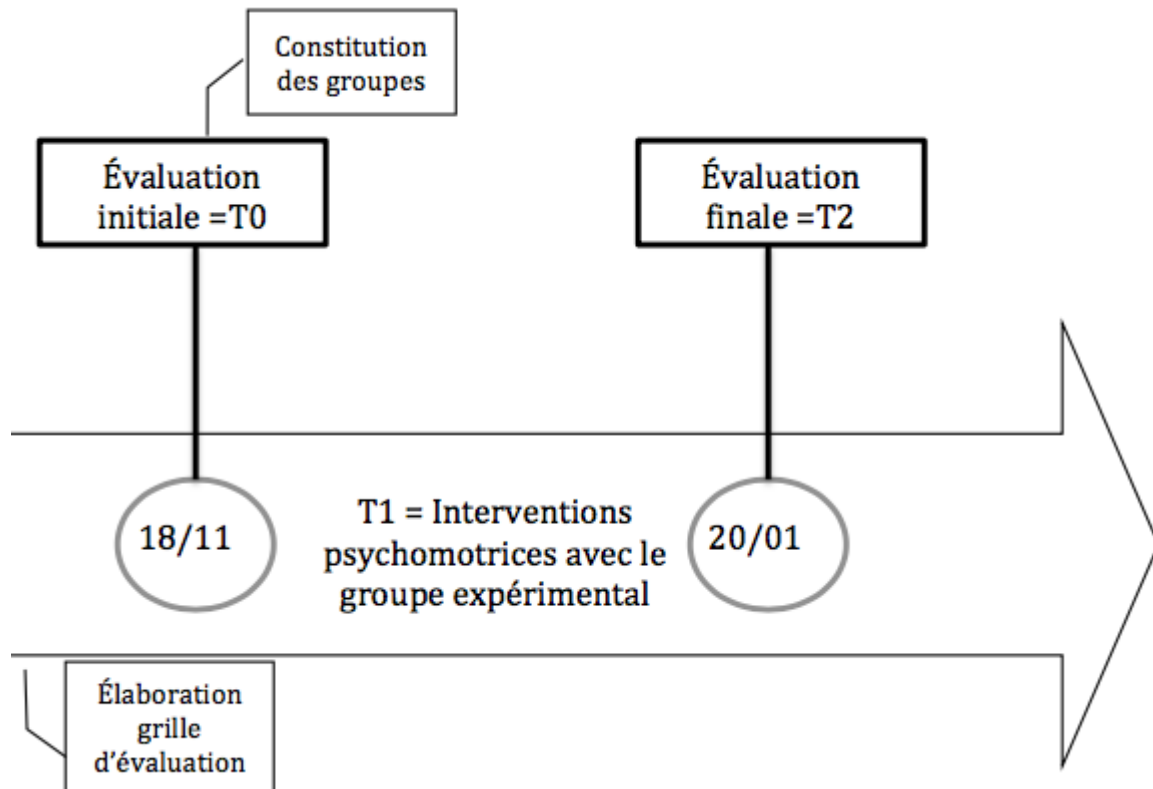 Constitution
des groupes
Évaluation
initiale =T0
Évaluation
finale =T2
18/11
T1 = Interventions
psychomotrices avec le
groupe expérimental
20/01
Élaboration
grille
d'évaluation